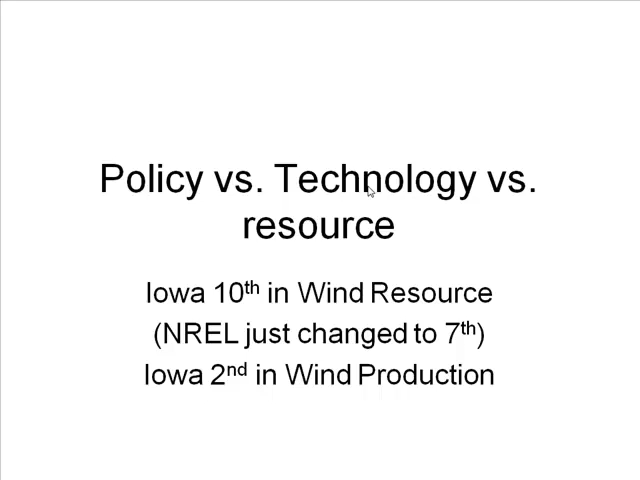 Policy vs. Technology vs.
resource
Iowa 10th in Wind Resource
(NREL just changed to 7th)
Iowa 2nd in Wind Production